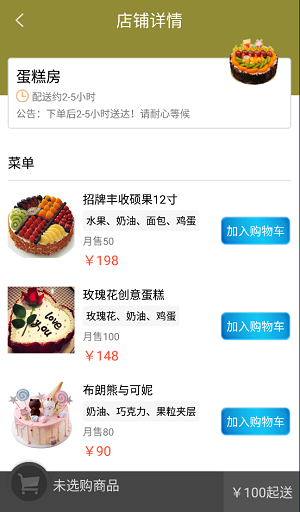 店铺详情
蛋糕房
配送约2-5小时
公告：下单后2-5小时送达！请耐心等候
菜单
招牌丰收硕果12寸
水果、奶油、面包、鸡蛋
月售50
加入购物车
￥198
玫瑰花创意蛋糕
玫瑰花、奶油、鸡蛋
月售100
加入购物车
￥148
love you
布朗熊与可妮
奶油、巧克力、果粒夹层
月售80
加入购物车
￥90
未选购商品
￥100起送